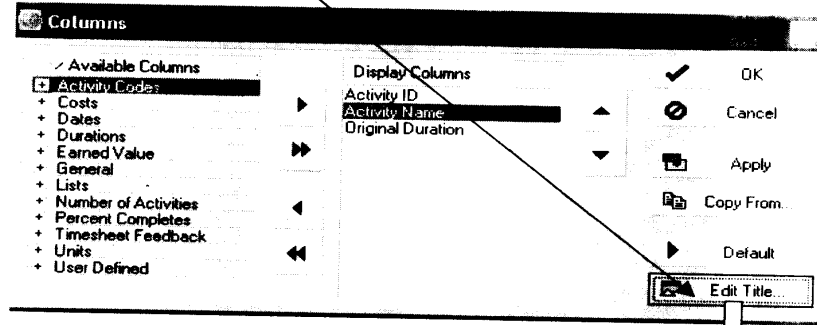 Columns
Available Columns
Activity Codes
Costs
Dates
Durations
Earned Value
General
Lists
Number of Activities
Percent Completes
Timesheet Feedback
Units
User Defined
Display Columns
Activity ID
Activity Name
Original Duration
OK
Cancel
Apply
Copy From...
Default
Edit Title...